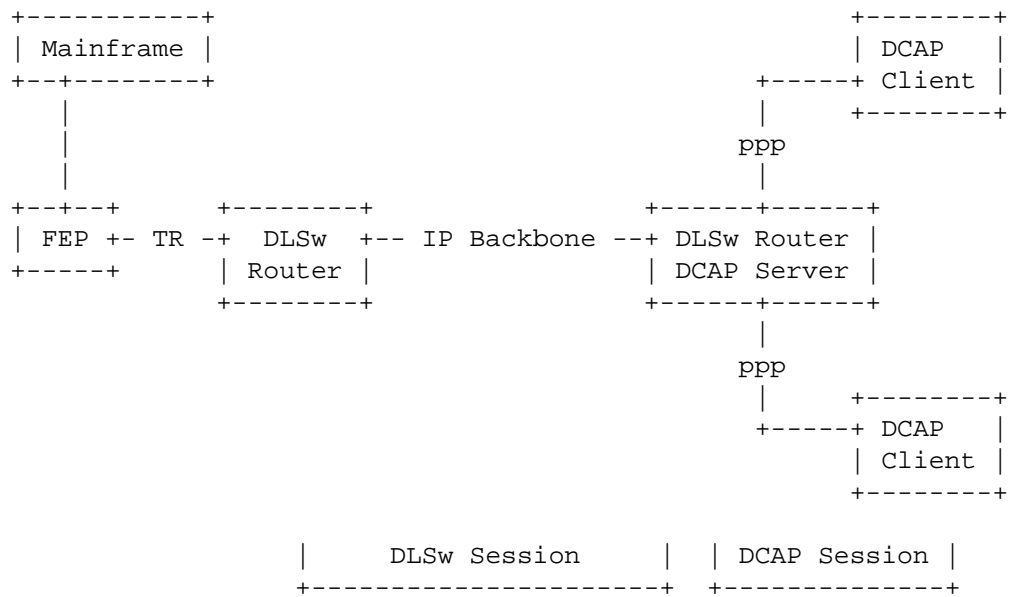 Mainframe DCAP
Client
ppp
FEP TR DLSw IP Backbone DLSw Router
Router DCAP Server
ppp
DCAP
Client
DLSw Session DCAP Session